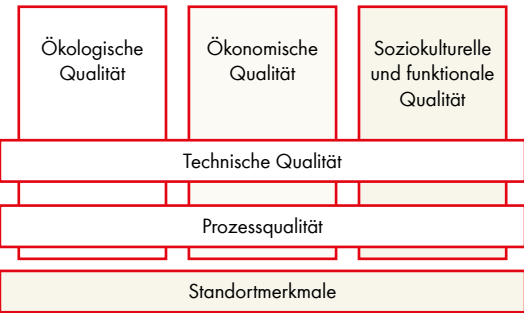 Ökologische
Qualität
Ökonomische
Qualität
Soziokulturelle
und funktionale
Qualität
Technische Qualität
Prozessqualität
Standortmerkmale